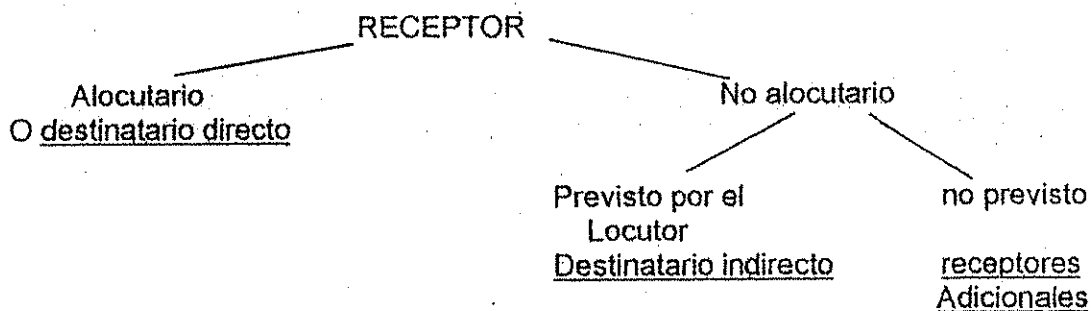 RECEPTOR
Alocutario
O destinatario directo
No alocutario
Previsto por el
Locutor
Destinatario indirecto
no previsto
receptores
Adicionales